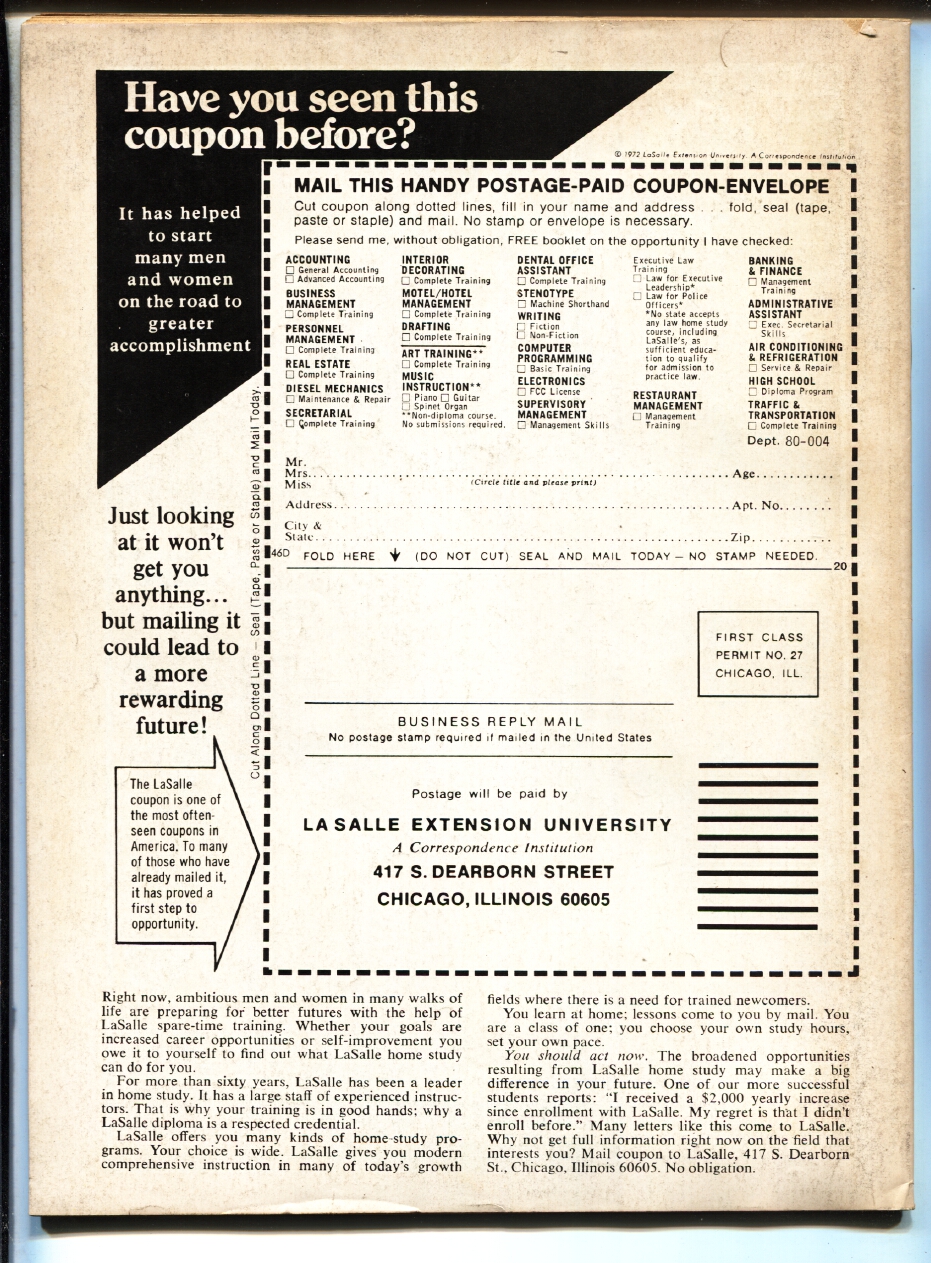 Have you seen this
coupon before?
© 1972 LaSalle Extension University. A Correspondence Institution
It has helped
to start
many men
and women
on the road to
greater
accomplishment
Just looking
at it won't
get you
anything...
but mailing it
could lead to
a more
rewarding
future!
The LaSalle
coupon is one of
the most often-
seen coupons in
America. To many
of those who have
already mailed it,
it has proved a
first step to
opportunity.
Cut Along Dotted Line – Seal (Tape, Paste or Staple) and Mail Today.
MAIL THIS HANDY POSTAGE-PAID COUPON-ENVELOPE
Cut coupon along dotted lines, fill in your name and address . . . fold, seal (tape,
paste or staple) and mail. No stamp or envelope is necessary.
Please send me, without obligation, FREE booklet on the opportunity I have checked:
ACCOUNTING
☐ General Accounting
☐ Advanced Accounting
BUSINESS
MANAGEMENT
☐ Complete Training
PERSONNEL
MANAGEMENT
☐ Complete Training
REAL ESTATE
☐ Complete Training
DIESEL MECHANICS
☐ Maintenance & Repair
SECRETARIAL
☐ Complete Training
INTERIOR
DECORATING
☐ Complete Training
MOTEL/HOTEL
MANAGEMENT
☐ Complete Training
DRAFTING
☐ Complete Training
ART TRAINING**
☐ Complete Training
MUSIC
INSTRUCTION**
☐ Piano ☐ Guitar
☐ Spinet Organ
**Non-diploma course.
No submissions required.
DENTAL OFFICE
ASSISTANT
☐ Complete Training
STENOTYPE
☐ Machine Shorthand
WRITING
☐ Fiction
☐ Non-Fiction
COMPUTER
PROGRAMMING
☐ Basic Training
ELECTRONICS
☐ FCC License
SUPERVISORY
MANAGEMENT
☐ Management Skills
Executive Law
Training
☐ Law for Executive
Leadership*
☐ Law for Police
Officers*
*No state accepts
any law home study
course, including
LaSalle's, as
sufficient educa-
tion to qualify
for admission to
practice law.
RESTAURANT
MANAGEMENT
☐ Management
Training
BANKING
& FINANCE
☐ Management
Training
ADMINISTRATIVE
ASSISTANT
☐ Exec. Secretarial
Skills
AIR CONDITIONING
& REFRIGERATION
☐ Service & Repair
HIGH SCHOOL
☐ Diploma Program
TRAFFIC &
TRANSPORTATION
☐ Complete Training
Dept. 80-004
Mr.
Mrs. Age
Miss (Circle title and please print)
Address Apt. No.
City &
State Zip
46D FOLD HERE ↓ (DO NOT CUT) SEAL AND MAIL TODAY – NO STAMP NEEDED.
20
FIRST CLASS
PERMIT NO. 27
CHICAGO, ILL.
BUSINESS REPLY MAIL
No postage stamp required if mailed in the United States
Postage will be paid by
LA SALLE EXTENSION UNIVERSITY
A Correspondence Institution
417 S. DEARBORN STREET
CHICAGO, ILLINOIS 60605
Right now, ambitious men and women in many walks of
life are preparing for better futures with the help of
LaSalle spare-time training. Whether your goals are
increased career opportunities or self-improvement you
owe it to yourself to find out what LaSalle home study
can do for you.
For more than sixty years, LaSalle has been a leader
in home study. It has a large staff of experienced instruc-
tors. That is why your training is in good hands; why a
LaSalle diploma is a respected credential.
LaSalle offers you many kinds of home-study pro-
grams. Your choice is wide. LaSalle gives you modern
comprehensive instruction in many of today's growth
fields where there is a need for trained newcomers.
You learn at home; lessons come to you by mail. You
are a class of one; you choose your own study hours,
set your own pace.
You should act now. The broadened opportunities
resulting from LaSalle home study may make a big
difference in your future. One of our more successful
students reports: "I received a $2,000 yearly increase
since enrollment with LaSalle. My regret is that I didn't
enroll before." Many letters like this come to LaSalle.
Why not get full information right now on the field that
interests you? Mail coupon to LaSalle, 417 S. Dearborn
St., Chicago, Illinois 60605. No obligation.